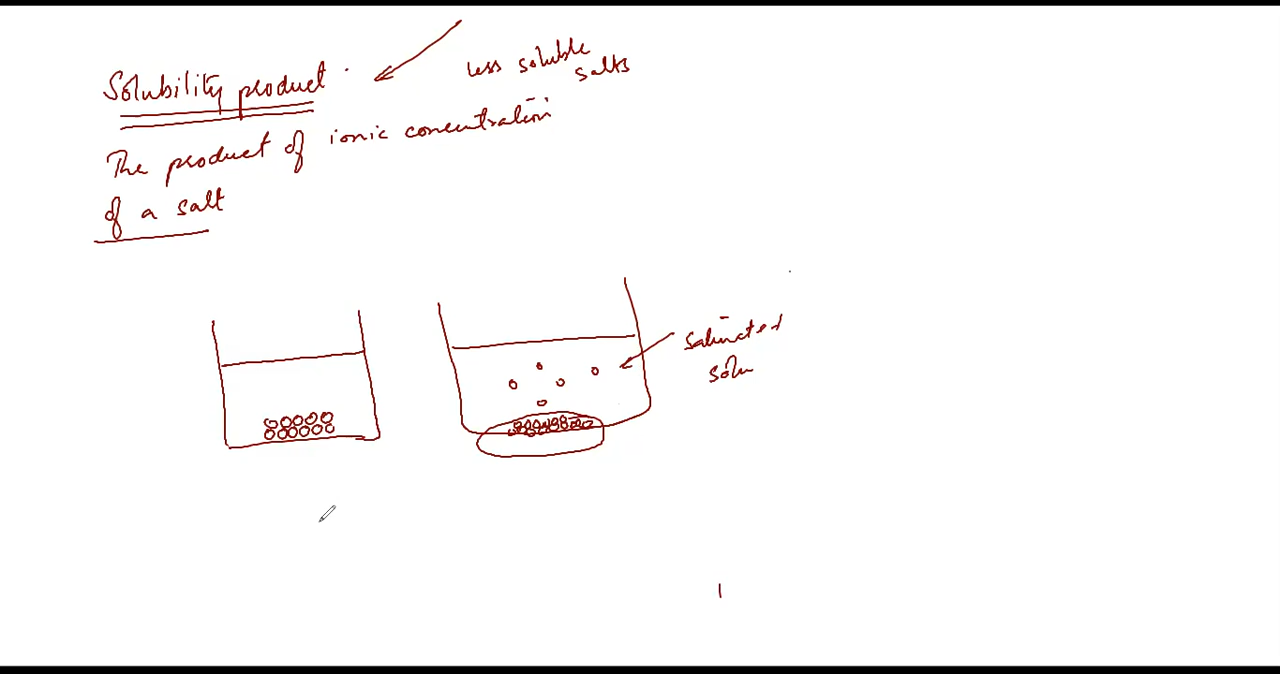 Solubility product.
less soluble
salts
The product of ionic concentration
of a salt
saturated
soln